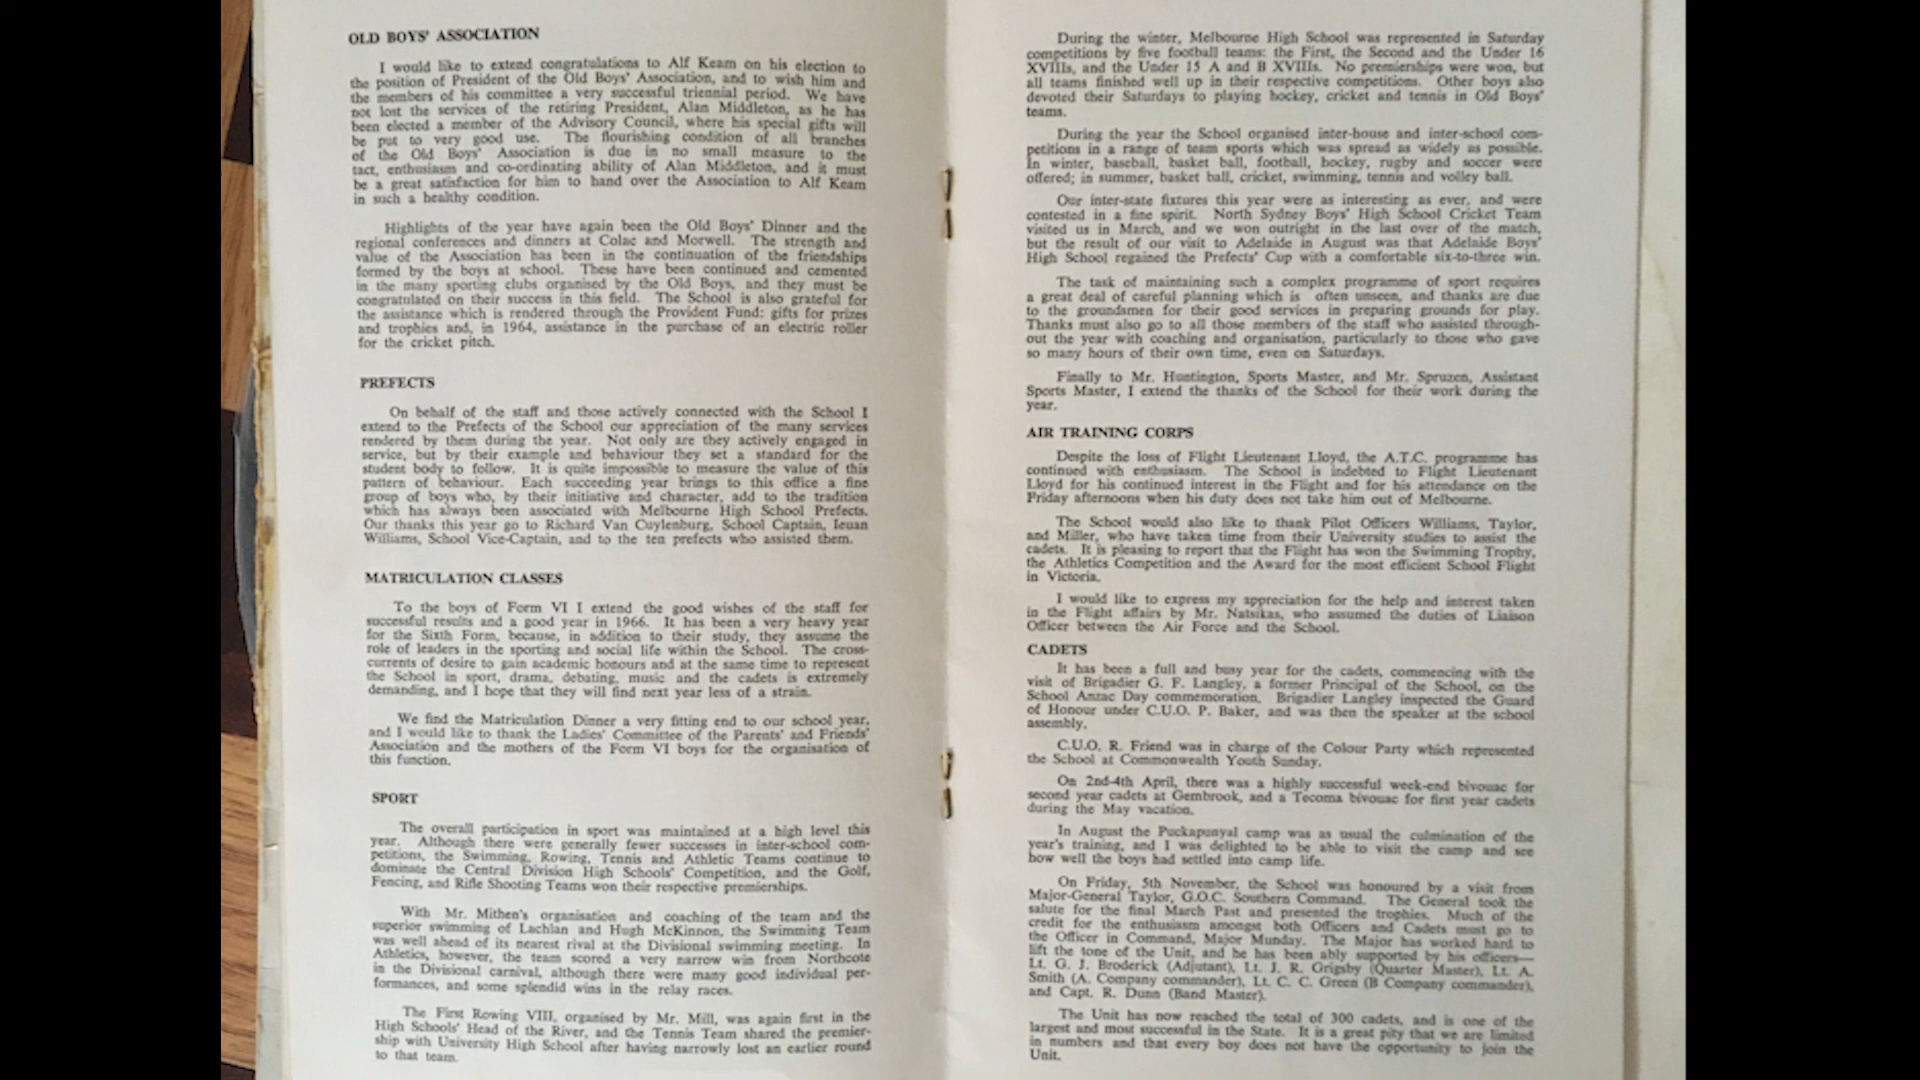 OLD BOYS' ASSOCIATION
I would like to extend congratulations to Alf Keam on his election to
the position of President of the Old Boys' Association, and to wish him and
the members of his committee a very successful triennial period. We have
not lost the services of the retiring President, Alan Middleton, as he has
been elected a member of the Advisory Council, where his special gifts will
be put to very good use. The flourishing condition of all branches
of the Old Boys' Association is due in no small measure to the
tact, enthusiasm and co-ordinating ability of Alan Middleton, and it must
be a great satisfaction for him to hand over the Association to Alf Keam
in such a healthy condition.
Highlights of the year have again been the Old Boys' Dinner and the
regional conferences and dinners at Colac and Morwell. The strength and
value of the Association has been in the continuation of the friendships
formed by the boys at school. These have been continued and cemented
in the many sporting clubs organised by the Old Boys, and they must be
congratulated on their success in this field. The School is also grateful for
the assistance which is rendered through the Provident Fund: gifts for prizes
and trophies and, in 1964, assistance in the purchase of an electric roller
for the cricket pitch.
PREFECTS
On behalf of the staff and those actively connected with the School I
extend to the Prefects of the School our appreciation of the many services
rendered by them during the year. Not only are they actively engaged in
service, but by their example and behaviour they set a standard for the
student body to follow. It is quite impossible to measure the value of this
pattern of behaviour. Each succeeding year brings to this office a fine
group of boys who, by their initiative and character, add to the tradition
which has always been associated with Melbourne High School Prefects.
Our thanks this year go to Richard Van Cuylenburg, School Captain, Ieuan
Williams, School Vice-Captain, and to the ten prefects who assisted them.
MATRICULATION CLASSES
To the boys of Form VI I extend the good wishes of the staff for
successful results and a good year in 1966. It has been a very heavy year
for the Sixth Form, because, in addition to their study, they assume the
role of leaders in the sporting and social life within the School. The cross-
currents of desire to gain academic honours and at the same time to represent
the School in sport, drama, debating, music and the cadets is extremely
demanding, and I hope that they will find next year less of a strain.
We find the Matriculation Dinner a very fitting end to our school year,
and I would like to thank the Ladies' Committee of the Parents' and Friends'
Association and the mothers of the Form VI boys for the organisation of
this function.
SPORT
The overall participation in sport was maintained at a high level this
year. Although there were generally fewer successes in inter-school com-
petitions, the Swimming, Rowing, Tennis and Athletic Teams continue to
dominate the Central Division High Schools' Competition, and the Golf,
Fencing, and Rifle Shooting Teams won their respective premierships.
With Mr. Mithen's organisation and coaching of the team and the
superior swimming of Lachlan and Hugh McKinnon, the Swimming Team
was well ahead of its nearest rival at the Divisional swimming meeting. In
Athletics, however, the team scored a very narrow win from Northcote
in the Divisional carnival, although there were many good individual per-
formances, and some splendid wins in the relay races.
The First Rowing VIII, organised by Mr. Mill, was again first in the
High Schools' Head of the River, and the Tennis Team shared the premier-
ship with University High School after having narrowly lost an earlier round
to that team.
During the winter, Melbourne High School was represented in Saturday
competitions by five football teams: the First, the Second and the Under 16
XVIIIs, and the Under 15 A and B XVIIIs. No premierships were won, but
all teams finished well up in their respective competitions. Other boys also
devoted their Saturdays to playing hockey, cricket and tennis in Old Boys'
teams.
During the year the School organised inter-house and inter-school com-
petitions in a range of team sports which was spread as widely as possible.
In winter, baseball, basket ball, football, hockey, rugby and soccer were
offered; in summer, basket ball, cricket, swimming, tennis and volley ball.
Our inter-state fixtures this year were as interesting as ever, and were
contested in a fine spirit. North Sydney Boys' High School Cricket Team
visited us in March, and we won outright in the last over of the match,
but the result of our visit to Adelaide in August was that Adelaide Boys'
High School regained the Prefects' Cup with a comfortable six-to-three win.
The task of maintaining such a complex programme of sport requires
a great deal of careful planning which is often unseen, and thanks are due
to the groundsmen for their good services in preparing grounds for play.
Thanks must also go to all those members of the staff who assisted through-
out the year with coaching and organisation, particularly to those who gave
so many hours of their own time, even on Saturdays.
Finally to Mr. Huntington, Sports Master, and Mr. Spruzen, Assistant
Sports Master, I extend the thanks of the School for their work during the
year.
AIR TRAINING CORPS
Despite the loss of Flight Lieutenant Lloyd, the A.T.C. programme has
continued with enthusiasm. The School is indebted to Flight Lieutenant
Lloyd for his continued interest in the Flight and for his attendance on the
Friday afternoons when his duty does not take him out of Melbourne.
The School would also like to thank Pilot Officers Williams, Taylor,
and Miller, who have taken time from their University studies to assist the
cadets. It is pleasing to report that the Flight has won the Swimming Trophy,
the Athletics Competition and the Award for the most efficient School Flight
in Victoria.
I would like to express my appreciation for the help and interest taken
in the Flight affairs by Mr. Natsikas, who assumed the duties of Liaison
Officer between the Air Force and the School.
CADETS
It has been a full and busy year for the cadets, commencing with the
visit of Brigadier G. F. Langley, a former Principal of the School, on the
School Anzac Day commemoration. Brigadier Langley inspected the Guard
of Honour under C.U.O. P. Baker, and was then the speaker at the school
assembly.
C.U.O. R. Friend was in charge of the Colour Party which represented
the School at Commonwealth Youth Sunday.
On 2nd-4th April, there was a highly successful week-end bivouac for
second year cadets at Gembrook, and a Tecoma bivouac for first year cadets
during the May vacation.
In August the Puckapunyal camp was as usual the culmination of the
year's training, and I was delighted to be able to visit the camp and see
how well the boys had settled into camp life.
On Friday, 5th November, the School was honoured by a visit from
Major-General Taylor, G.O.C. Southern Command. The General took the
salute for the final March Past and presented the trophies. Much of the
credit for the enthusiasm amongst both Officers and Cadets must go to
the Officer in Command, Major Munday. The Major has worked hard to
lift the tone of the Unit, and he has been ably supported by his officers—
Lt. G. J. Broderick (Adjutant), Lt. J. R. Grigsby (Quarter Master), Lt. A.
Smith (A. Company commander), Lt. C. C. Green (B Company commander),
and Capt. R. Dunn (Band Master).
The Unit has now reached the total of 300 cadets, and is one of the
largest and most successful in the State. It is a great pity that we are limited
in numbers and that every boy does not have the opportunity to join the
Unit.